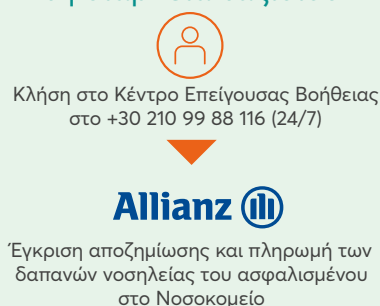 Κλήση στο Κέντρο Επείγουσας Βοήθειας
στο +30 210 99 88 116 (24/7)
Allianz
Έγκριση αποζημίωσης και πληρωμή των
δαπανών νοσηλείας του ασφαλισμένου
στο Νοσοκομείο